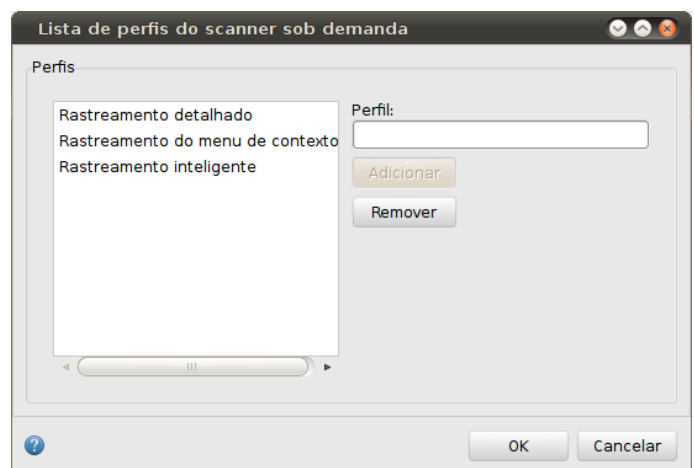 Lista de perfis do scanner sob demanda
Perfis
Rastreamento detalhado
Rastreamento do menu de contexto
Rastreamento inteligente
Perfil:
Adicionar
Remover
OK
Cancelar